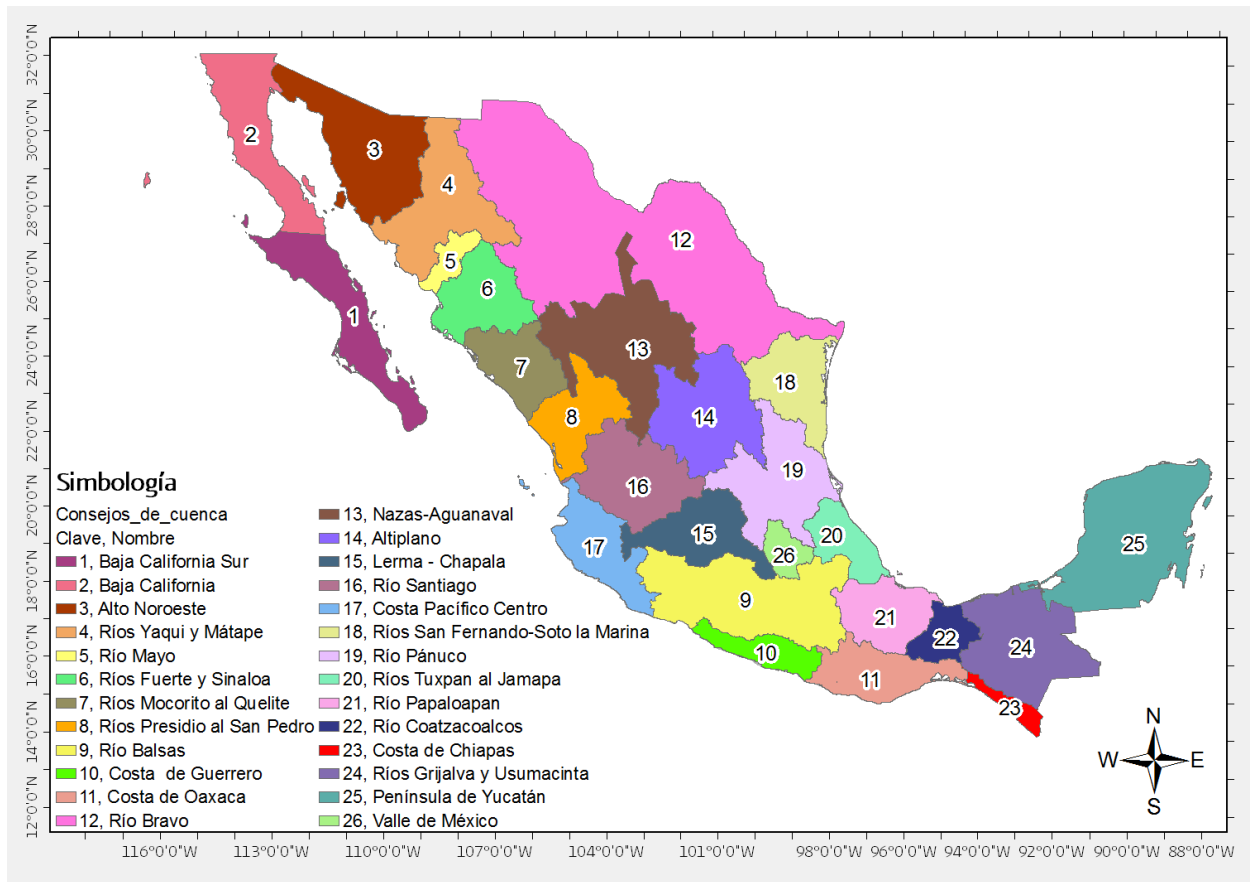 32°0'0"N
30°0'0"N
28°0'0"N
26°0'0"N
24°0'0"N
22°0'0"N
20°0'0"N
18°0'0"N
16°0'0"N
14°0'0"N
12°0'0"N
2
3
4
12
5
6
1
13
7
18
8
14
19
16
15
20
17
26
25
9
21
22
10
24
11
23
Simbología
Consejos_de_cuenca
Clave, Nombre
1, Baja California Sur
2, Baja California
3, Alto Noroeste
4, Ríos Yaqui y Mátape
5, Río Mayo
6, Ríos Fuerte y Sinaloa
7, Ríos Mocorito al Quelite
8, Ríos Presidio al San Pedro
9, Río Balsas
10, Costa  de Guerrero
11, Costa de Oaxaca
12, Río Bravo
13, Nazas-Aguanaval
14, Altiplano
15, Lerma - Chapala
16, Río Santiago
17, Costa Pacífico Centro
18, Ríos San Fernando-Soto la Marina
19, Río Pánuco
20, Ríos Tuxpan al Jamapa
21, Río Papaloapan
22, Río Coatzacoalcos
23, Costa de Chiapas
24, Ríos Grijalva y Usumacinta
25, Península de Yucatán
26, Valle de México
N
W
E
S
116°0'0"W
113°0'0"W
110°0'0"W
107°0'0"W
104°0'0"W
101°0'0"W
98°0'0"W
96°0'0"W
94°0'0"W
92°0'0"W
90°0'0"W
88°0'0"W